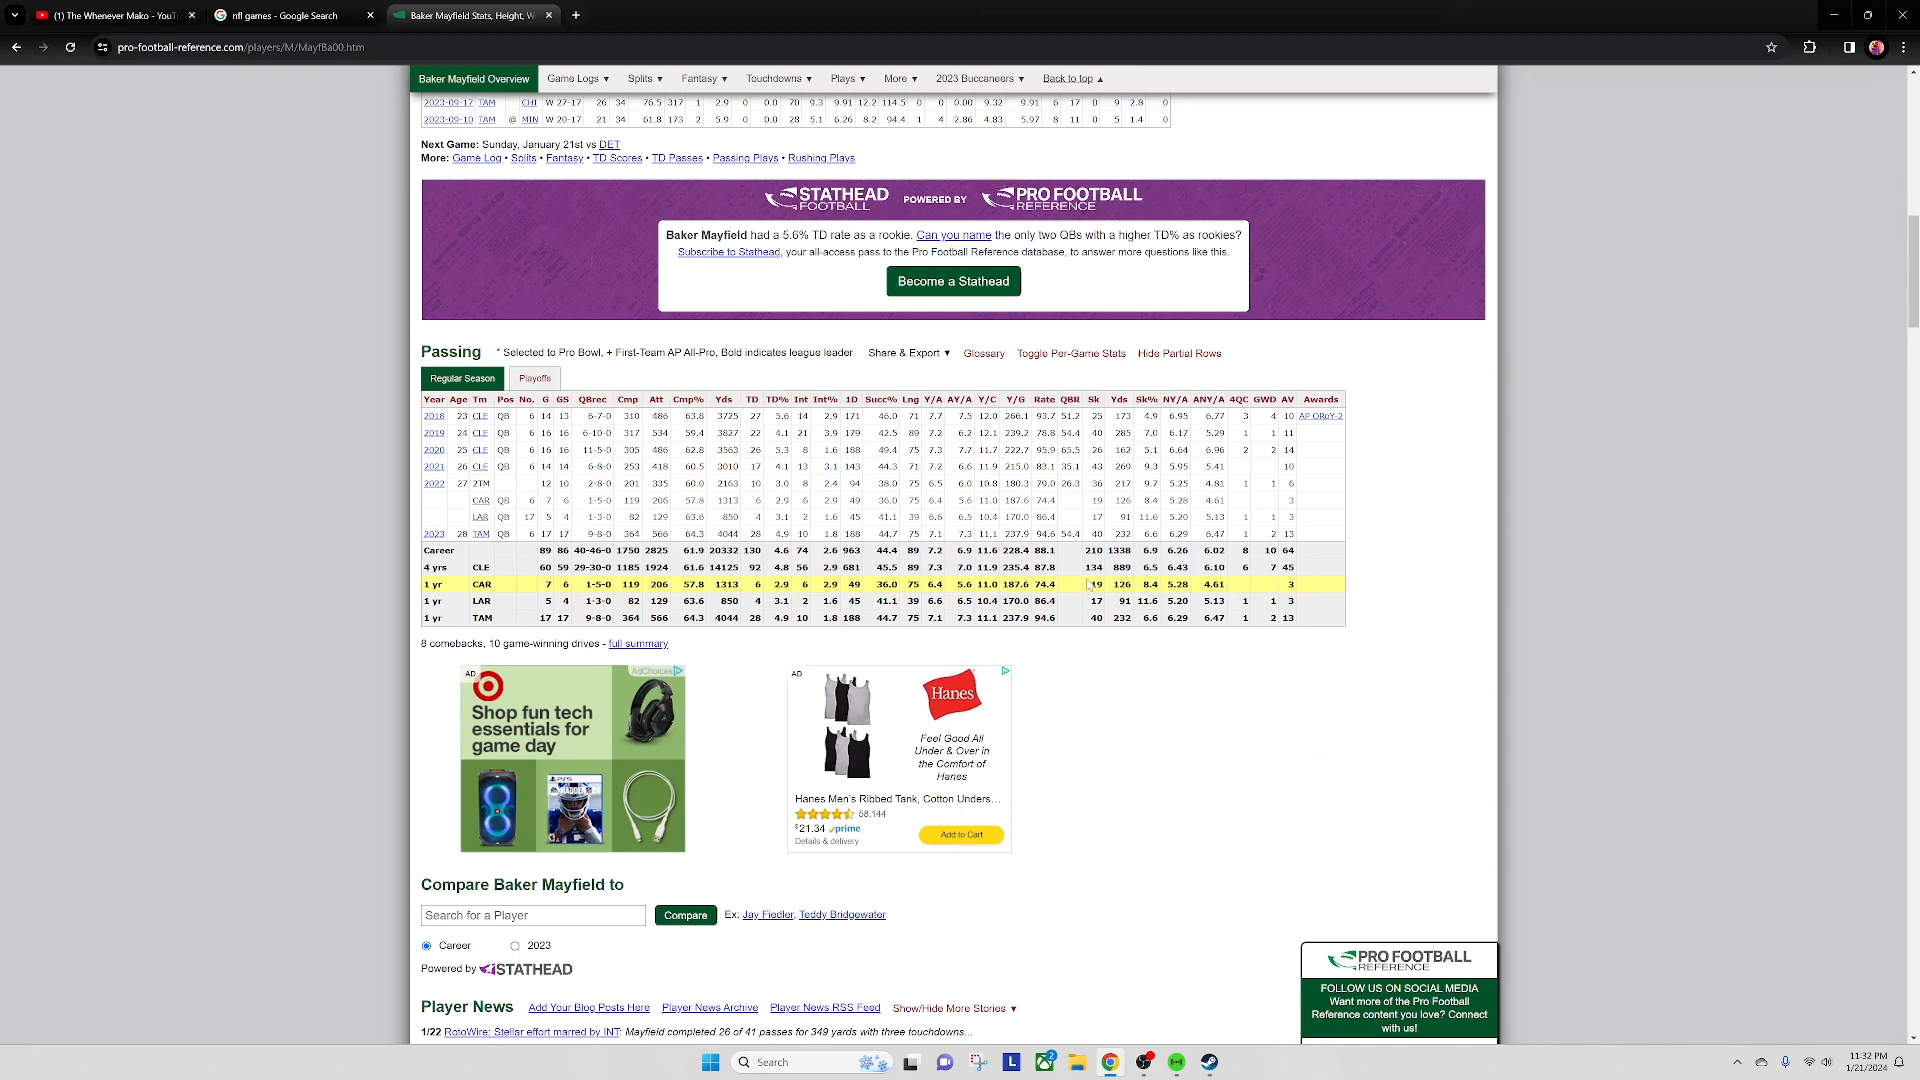 (1) The Whenever Mako - YouT
nfl games - Google Search
Baker Mayfield Stats, Height, W
pro-football-reference.com/players/M/MayfBa00.htm
Baker Mayfield Overview Game Logs ▼ Splits ▼ Fantasy ▼ Touchdowns ▼ Plays ▼ More ▼ 2023 Buccaneers ▼ Back to top ▲
2023-09-17 TAM CHI W 27-17 26 34 76.5 317 1 2.9 0 0.0 70 9.3 9.91 12.2 114.5 0 0 0.00 9.32 9.91 6 17 0 9 2.8 0
2023-09-10 TAM @ MIN W 20-17 21 34 61.8 173 2 5.9 0 0.0 28 5.1 6.26 8.2 94.4 1 4 2.86 4.83 5.97 8 11 0 5 1.4 0
Next Game: Sunday, January 21st vs DET
More: Game Log • Splits • Fantasy • TD Scores • TD Passes • Passing Plays • Rushing Plays
STATHEAD FOOTBALL POWERED BY PRO FOOTBALL REFERENCE
Baker Mayfield had a 5.6% TD rate as a rookie. Can you name the only two QBs with a higher TD% as rookies?
Subscribe to Stathead, your all-access pass to the Pro Football Reference database, to answer more questions like this.
Become a Stathead
Passing * Selected to Pro Bowl, + First-Team AP All-Pro, Bold indicates league leader Share & Export ▼ Glossary Toggle Per-Game Stats Hide Partial Rows
Regular Season Playoffs
Year Age Tm Pos No. G GS QBrec Cmp Att Cmp% Yds TD TD% Int Int% 1D Succ% Lng Y/A AY/A Y/C Y/G Rate QBR Sk Yds Sk% NY/A ANY/A 4QC GWD AV Awards
2018 23 CLE QB 6 14 13 6-7-0 310 486 63.8 3725 27 5.6 14 2.9 171 46.0 71 7.7 7.5 12.0 266.1 93.7 51.2 25 173 4.9 6.95 6.77 3 4 10 AP ORoY-2
2019 24 CLE QB 6 16 16 6-10-0 317 534 59.4 3827 22 4.1 21 3.9 179 42.5 89 7.2 6.2 12.1 239.2 78.8 54.4 40 285 7.0 6.17 5.29 1 1 11
2020 25 CLE QB 6 16 16 11-5-0 305 486 62.8 3563 26 5.3 8 1.6 188 49.4 75 7.3 7.7 11.7 222.7 95.9 65.5 26 162 5.1 6.64 6.96 2 2 14
2021 26 CLE QB 6 14 14 6-8-0 253 418 60.5 3010 17 4.1 13 3.1 143 44.3 71 7.2 6.6 11.9 215.0 83.1 35.1 43 269 9.3 5.95 5.41 10
2022 27 2TM 12 10 2-8-0 201 335 60.0 2163 10 3.0 8 2.4 94 38.0 75 6.5 6.0 10.8 180.3 79.0 26.3 36 217 9.7 5.25 4.81 1 1 6
CAR QB 6 7 6 1-5-0 119 206 57.8 1313 6 2.9 6 2.9 49 36.0 75 6.4 5.6 11.0 187.6 74.4 19 126 8.4 5.28 4.61 3
LAR QB 17 5 4 1-3-0 82 129 63.6 850 4 3.1 2 1.6 45 41.1 39 6.6 6.5 10.4 170.0 86.4 17 91 11.6 5.20 5.13 1 1 3
2023 28 TAM QB 6 17 17 9-8-0 364 566 64.3 4044 28 4.9 10 1.8 188 44.7 75 7.1 7.3 11.1 237.9 94.6 54.4 40 232 6.6 6.29 6.47 1 2 13
Career 89 86 40-46-0 1750 2825 61.9 20332 130 4.6 74 2.6 963 44.4 89 7.2 6.9 11.6 228.4 88.1 210 1338 6.9 6.26 6.02 8 10 64
4 yrs CLE 60 59 29-30-0 1185 1924 61.6 14125 92 4.8 56 2.9 681 45.5 89 7.3 7.0 11.9 235.4 87.8 134 889 6.5 6.43 6.10 6 7 45
1 yr CAR 7 6 1-5-0 119 206 57.8 1313 6 2.9 6 2.9 49 36.0 75 6.4 5.6 11.0 187.6 74.4 19 126 8.4 5.28 4.61 3
1 yr LAR 5 4 1-3-0 82 129 63.6 850 4 3.1 2 1.6 45 41.1 39 6.6 6.5 10.4 170.0 86.4 17 91 11.6 5.20 5.13 1 1 3
1 yr TAM 17 17 9-8-0 364 566 64.3 4044 28 4.9 10 1.8 188 44.7 75 7.1 7.3 11.1 237.9 94.6 40 232 6.6 6.29 6.47 1 2 13
8 comebacks, 10 game-winning drives - full summary
AD AdChoices
Shop fun tech
essentials for
game day
AD
Hanes
Feel Good All
Under & Over in
the Comfort of
Hanes
Hanes Men's Ribbed Tank, Cotton Unders...
58,144
$21.34 prime
Details & delivery
Add to Cart
Compare Baker Mayfield to
Search for a Player Compare Ex: Jay Fiedler, Teddy Bridgewater
Career 2023
Powered by STATHEAD
PRO FOOTBALL REFERENCE
FOLLOW US ON SOCIAL MEDIA
Want more of the Pro Football
Reference content you love? Connect
with us!
Player News Add Your Blog Posts Here Player News Archive Player News RSS Feed Show/Hide More Stories ▼
1/22 RotoWire: Stellar effort marred by INT: Mayfield completed 26 of 41 passes for 349 yards with three touchdowns...
Search
L
2
11:32 PM
1/21/2024